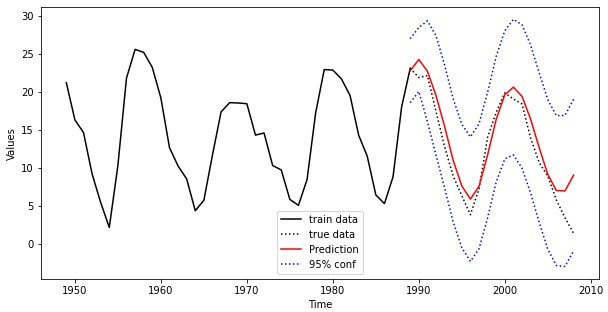 30
25
20
15
10
5
0
Values
train data
true data
Prediction
95% conf
1950 1960 1970 1980 1990 2000 2010
Time